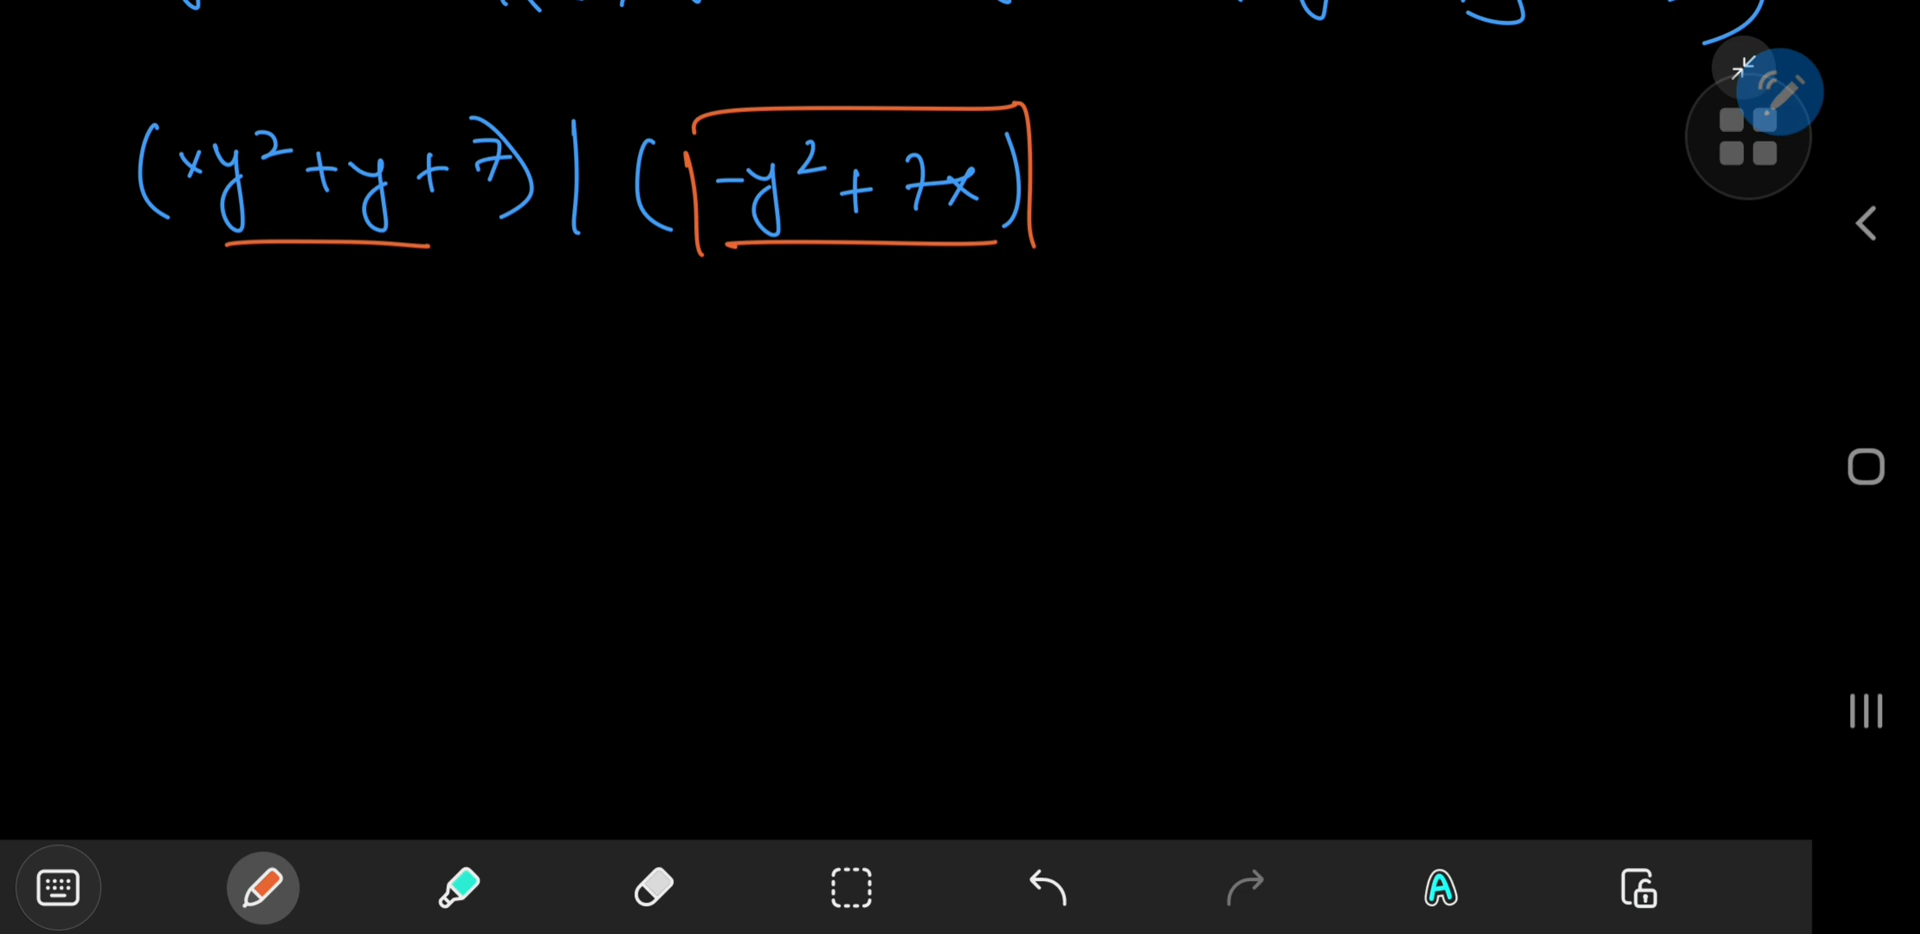 (xy² + y + 7) | (-y² + 7x)